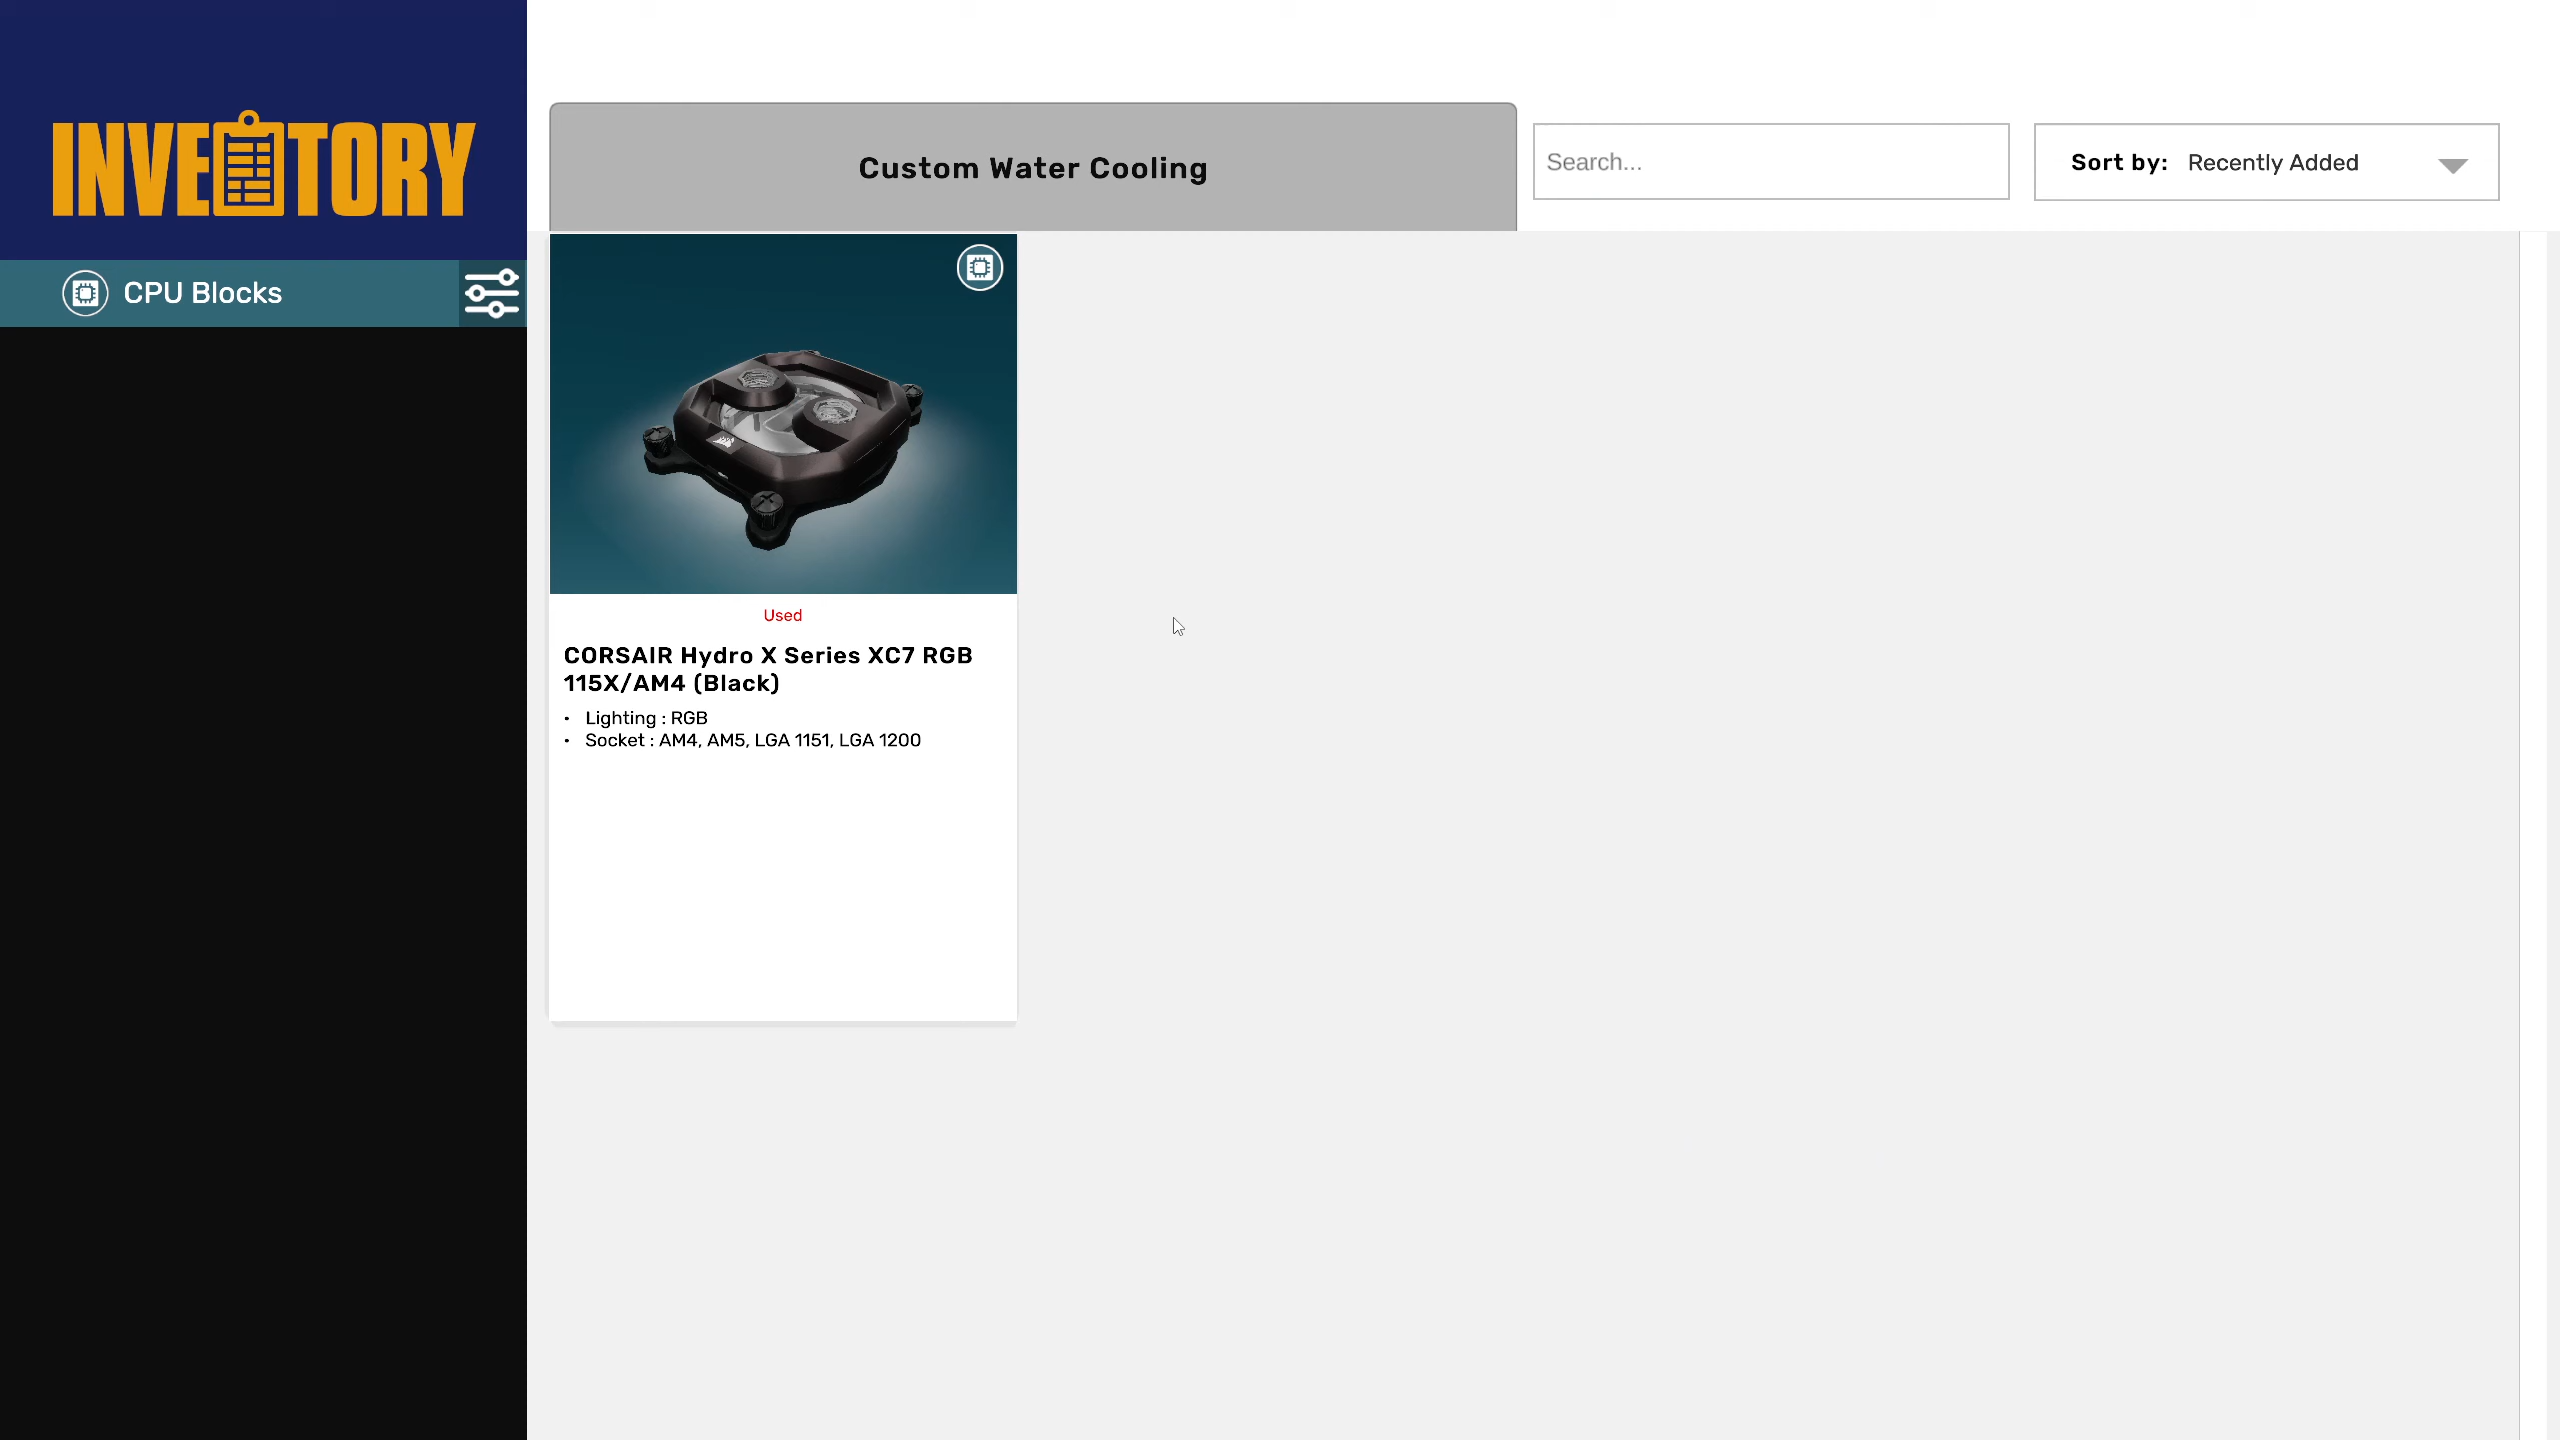 INVENTORY
Custom Water Cooling
Search...
Sort by: Recently Added
CPU Blocks
Used
CORSAIR Hydro X Series XC7 RGB
115X/AM4 (Black)
• Lighting : RGB
• Socket : AM4, AM5, LGA 1151, LGA 1200